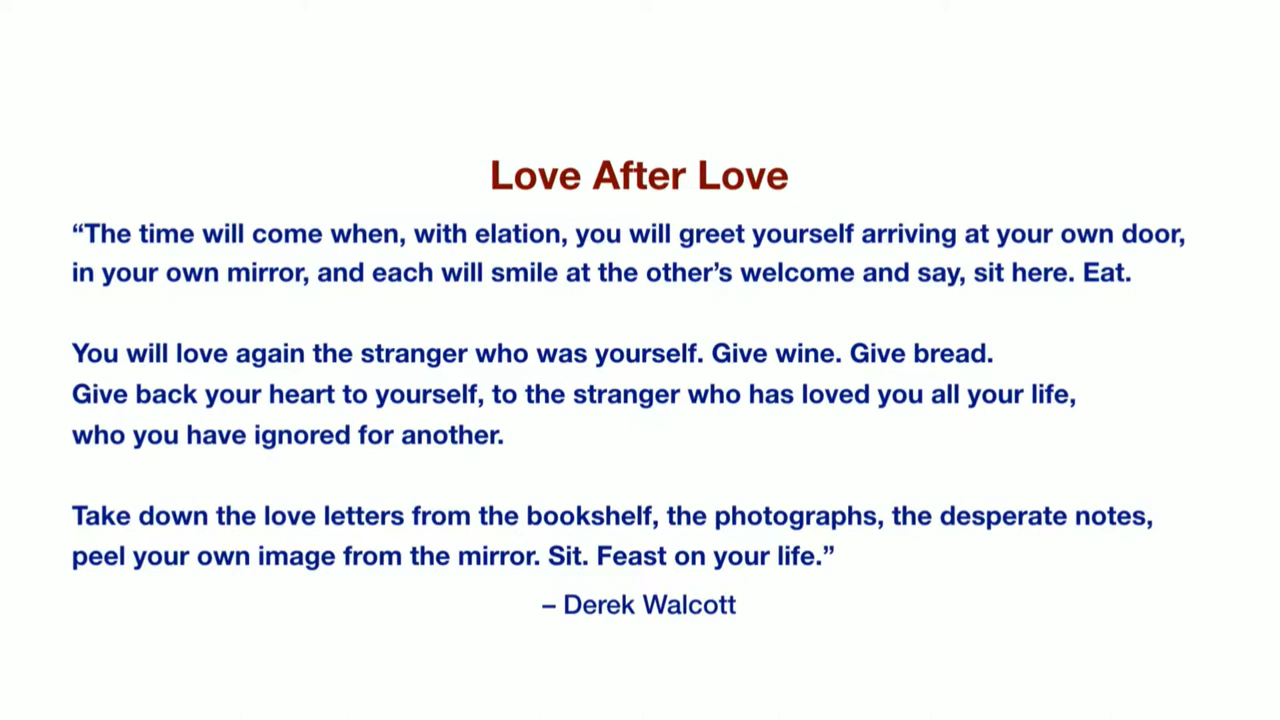 Love After Love
“The time will come when, with elation, you will greet yourself arriving at your own door,
in your own mirror, and each will smile at the other’s welcome and say, sit here. Eat.
You will love again the stranger who was yourself. Give wine. Give bread.
Give back your heart to yourself, to the stranger who has loved you all your life,
who you have ignored for another.
Take down the love letters from the bookshelf, the photographs, the desperate notes,
peel your own image from the mirror. Sit. Feast on your life.”
– Derek Walcott